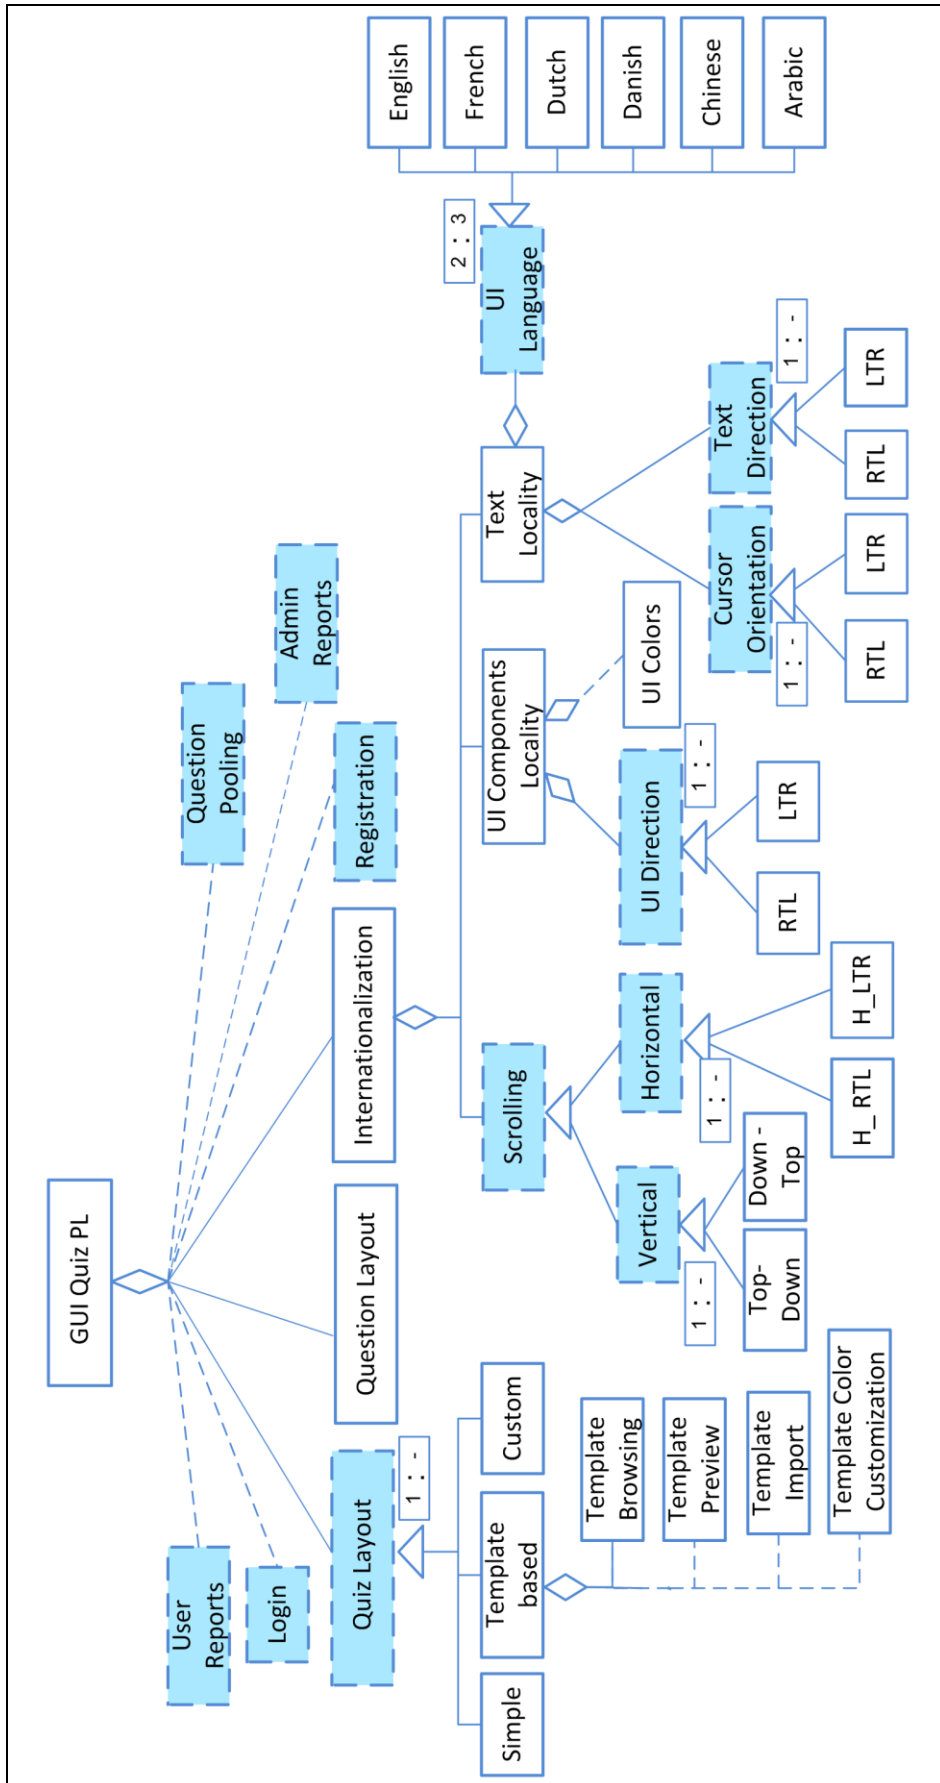 GUI Quiz PL
User
Reports
Login
Question
Pooling
Admin
Reports
Registration
Quiz Layout
1 : -
Question Layout
Internationalization
Simple
Template
based
Custom
Template
Browsing
Template
Preview
Template
Import
Template Color
Customization
Scrolling
Vertical
1 : -
Top-
Down
Down -
Top
Horizontal
1 : -
H_ RTL
H_LTR
UI Components
Locality
UI Direction
1 : -
RTL
LTR
UI Colors
Text
Locality
Cursor
Orientation
1 : -
RTL
LTR
Text
Direction
1 : -
RTL
LTR
UI
Language
2 : 3
English
French
Dutch
Danish
Chinese
Arabic